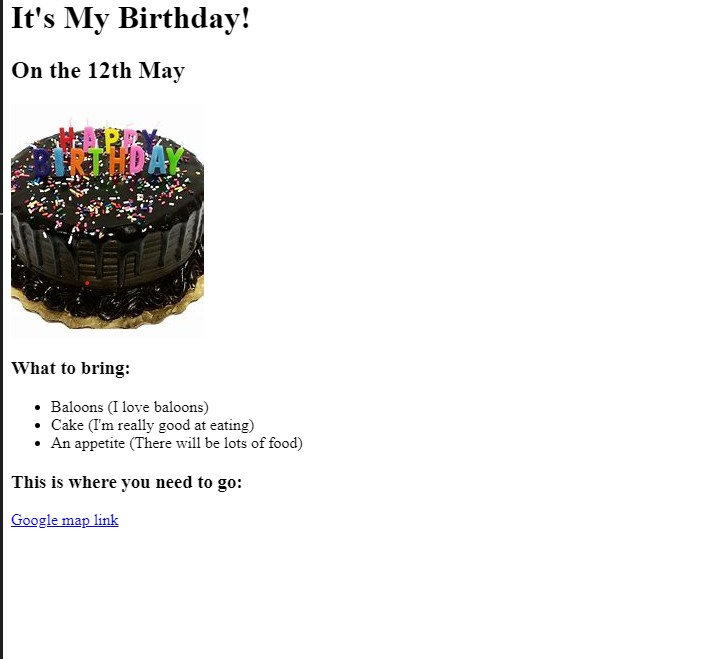 It's My Birthday!
On the 12th May
HAPPY
BIRTHDAY
What to bring:
Baloons (I love baloons)
Cake (I'm really good at eating)
An appetite (There will be lots of food)
This is where you need to go:
Google map link